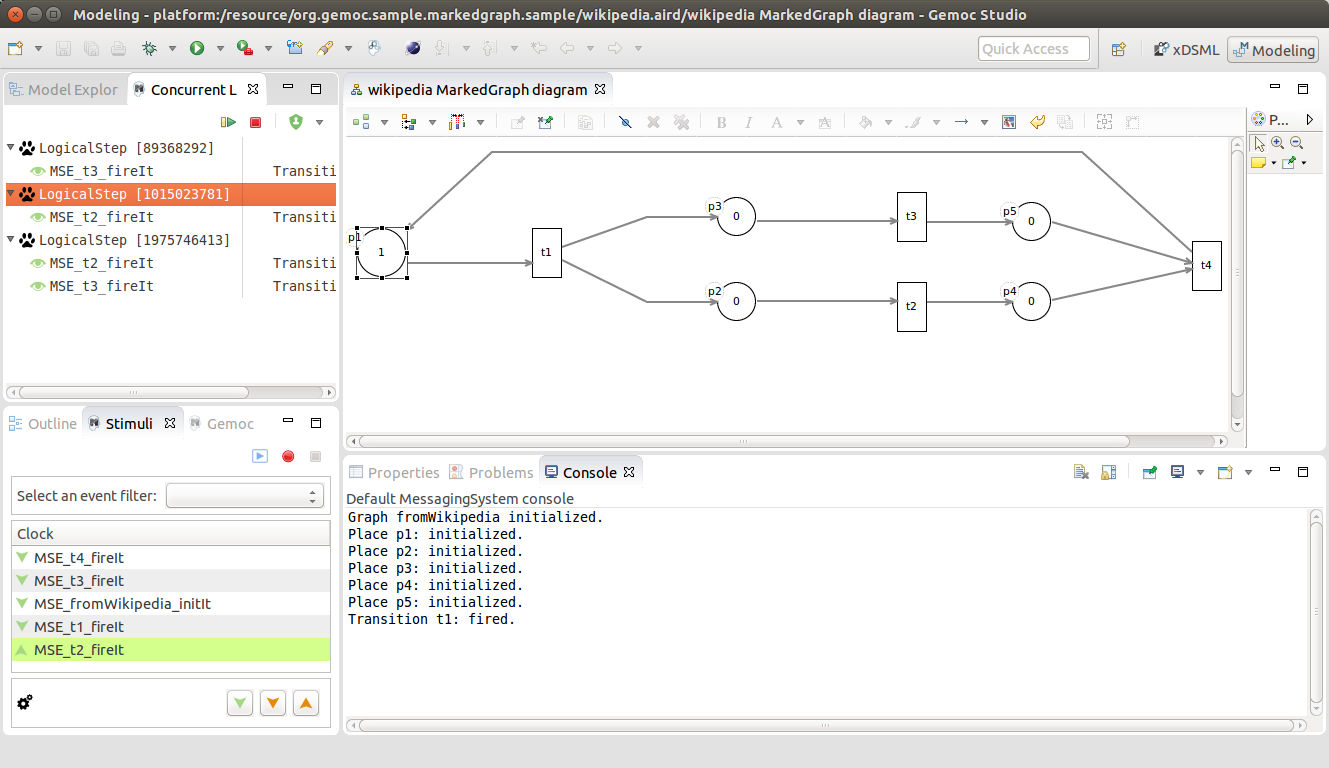 Modeling - platform:/resource/org.gemoc.sample.markedgraph.sample/wikipedia.aird/wikipedia MarkedGraph diagram - Gemoc Studio
Quick Access
xDSML
Modeling
Model Explor
Concurrent L
LogicalStep [89368292]
MSE_t3_fireIt Transiti
LogicalStep [1015023781]
MSE_t2_fireIt Transiti
LogicalStep [1975746413]
MSE_t2_fireIt Transiti
MSE_t3_fireIt Transiti
wikipedia MarkedGraph diagram
B I A A
P...
p3
0
t3
p5
0
p1
1
t1
t4
p2
0
t2
p4
0
Outline
Stimuli
Gemoc
Select an event filter:
Clock
MSE_t4_fireIt
MSE_t3_fireIt
MSE_fromWikipedia_initIt
MSE_t1_fireIt
MSE_t2_fireIt
Properties
Problems
Console
Default MessagingSystem console
Graph fromWikipedia initialized.
Place p1: initialized.
Place p2: initialized.
Place p3: initialized.
Place p4: initialized.
Place p5: initialized.
Transition t1: fired.